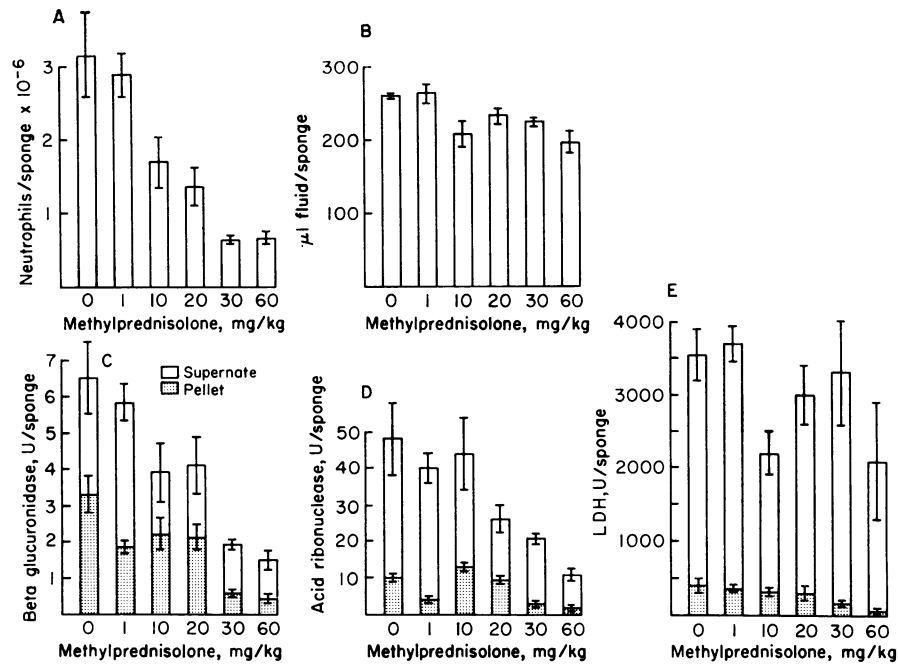 A
Neutrophils/sponge x 10⁻⁶
3
2
1
0 1 10 20 30 60
Methylprednisolone, mg/kg
B
µl fluid/sponge
300
200
100
0 1 10 20 30 60
Methylprednisolone, mg/kg
C
Beta glucuronidase, U/sponge
7
6
5
4
3
2
1
Supernate
Pellet
0 1 10 20 30 60
Methylprednisolone, mg/kg
D
Acid ribonuclease, U/sponge
50
40
30
20
10
0 1 10 20 30 60
Methylprednisolone, mg/kg
E
LDH, U/sponge
4000
3000
2000
1000
0 1 10 20 30 60
Methylprednisolone, mg/kg